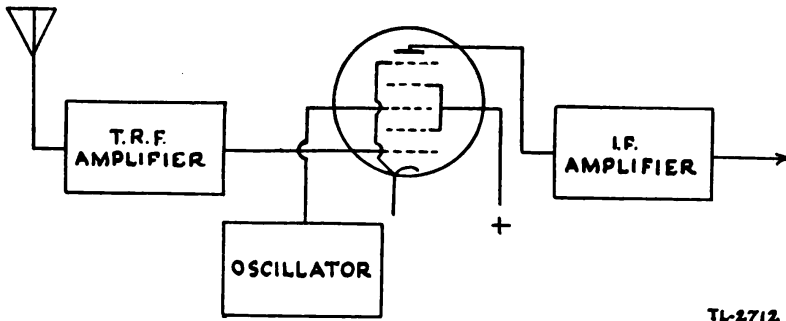 T.R.F.
AMPLIFIER
I.F.
AMPLIFIER
+
OSCILLATOR
TL-2712